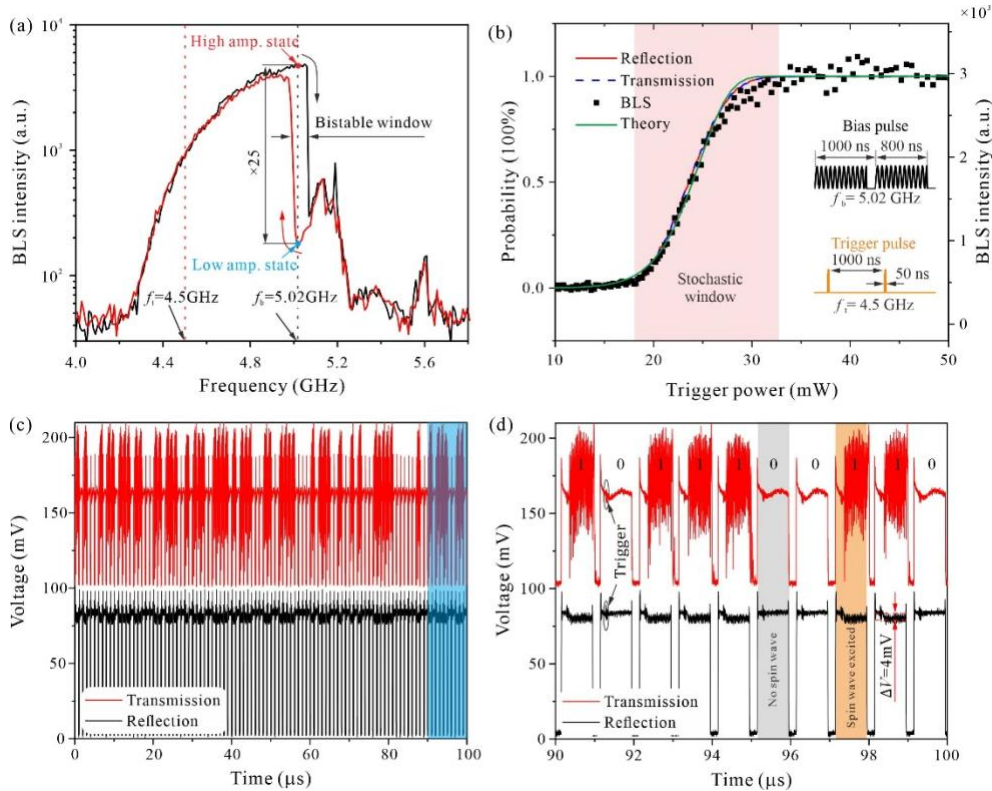 (a)
10⁴
10³
10²
BLS intensity (a.u.)
High amp. state
Bistable window
×25
Low amp. state
fₜ=4.5GHz
f_b=5.02GHz
4.0 4.4 4.8 5.2 5.6
Frequency (GHz)
(b)
×10³
Reflection
Transmission
BLS
Theory
Probability (100%)
1.0
0.5
0.0
BLS intensity (a.u.)
3
2
1
0
Bias pulse
1000 ns 800 ns
f_b= 5.02 GHz
Trigger pulse
1000 ns
50 ns
fₜ= 4.5 GHz
Stochastic
window
10 20 30 40 50
Trigger power (mW)
(c)
200
150
100
50
0
Voltage (mV)
Transmission
Reflection
0 20 40 60 80 100
Time (μs)
(d)
200
150
100
50
0
Voltage (mV)
1 0 1 1 1 0 0 1 1 0
Trigger
No spin wave
Spin wave excited
ΔV=4mV
Transmission
Reflection
90 92 94 96 98 100
Time (μs)